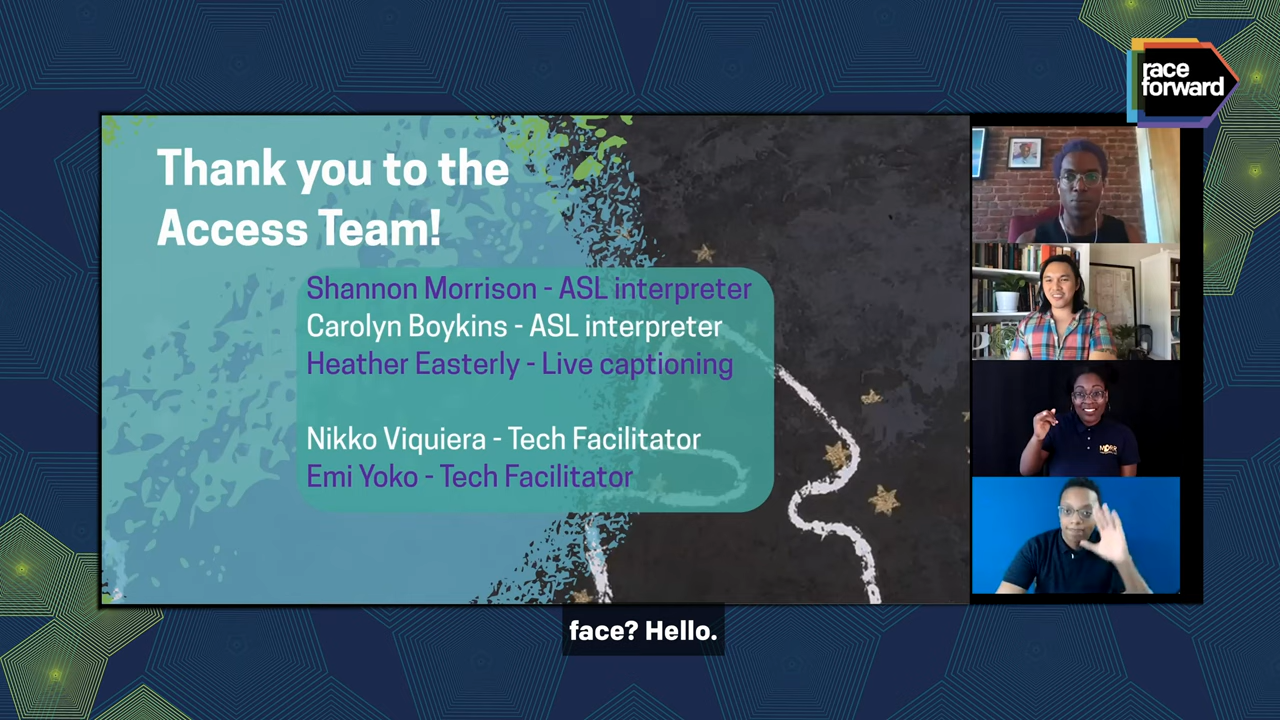 race
forward
Thank you to the
Access Team!
Shannon Morrison - ASL interpreter
Carolyn Boykins - ASL interpreter
Heather Easterly - Live captioning
Nikko Viquiera - Tech Facilitator
Emi Yoko - Tech Facilitator
face? Hello.